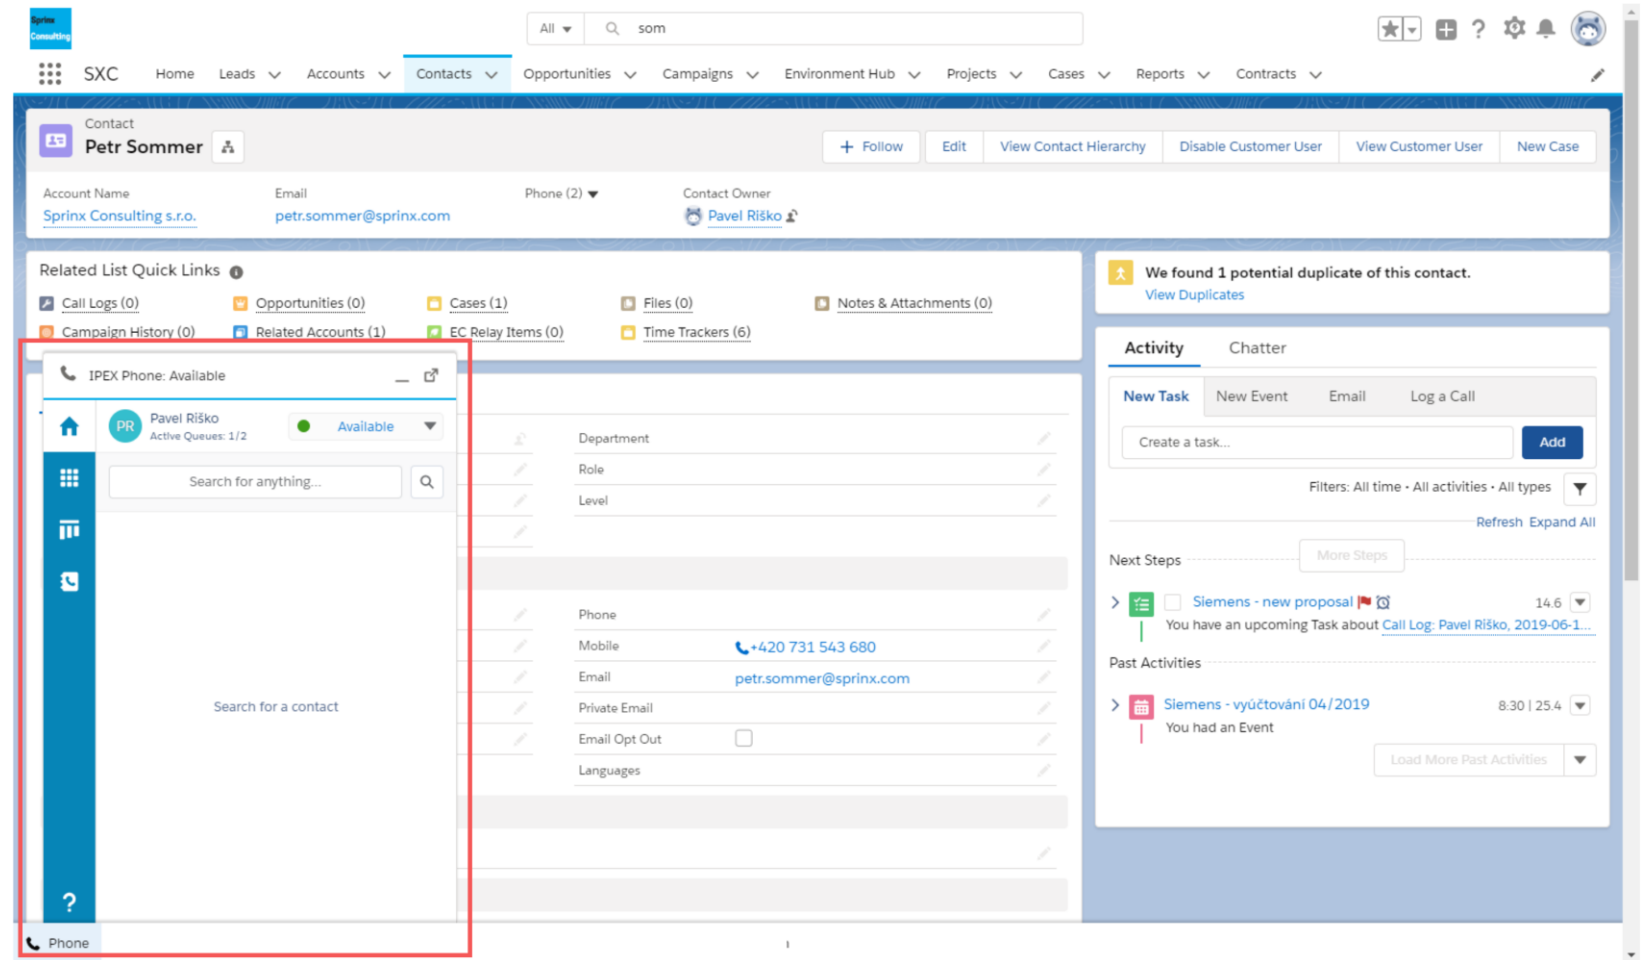 Sprinx
Consulting
All
som
SXC
Home Leads Accounts Contacts Opportunities Campaigns Environment Hub Projects Cases Reports Contracts
Contact
Petr Sommer
+ Follow Edit View Contact Hierarchy Disable Customer User View Customer User New Case
Account Name Email Phone (2) Contact Owner
Sprinx Consulting s.r.o. petr.sommer@sprinx.com Pavel Riško
Related List Quick Links
Call Logs (0) Opportunities (0) Cases (1) Files (0) Notes & Attachments (0)
Campaign History (0) Related Accounts (1) EC Relay Items (0) Time Trackers (6)
IPEX Phone: Available
PR
Pavel Riško
Active Queues: 1/2
Available
Search for anything...
Search for a contact
?
Phone
Department
Role
Level
Phone
Mobile +420 731 543 680
Email petr.sommer@sprinx.com
Private Email
Email Opt Out
Languages
We found 1 potential duplicate of this contact.
View Duplicates
Activity Chatter
New Task New Event Email Log a Call
Create a task... Add
Filters: All time • All activities • All types
Refresh Expand All
Next Steps More Steps
Siemens - new proposal 14.6
You have an upcoming Task about Call Log: Pavel Riško, 2019-06-1...
Past Activities
Siemens - vyúčtování 04/2019 8:30 | 25.4
You had an Event
Load More Past Activities